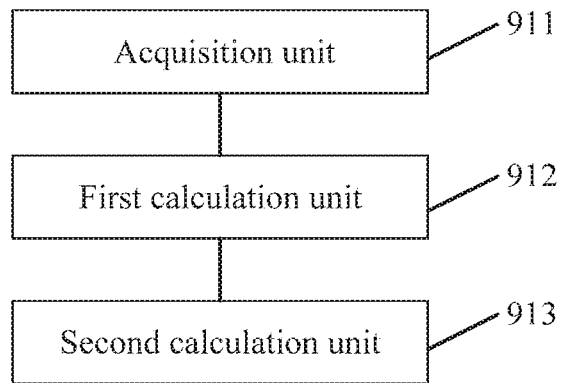 911
Acquisition unit
912
First calculation unit
913
Second calculation unit